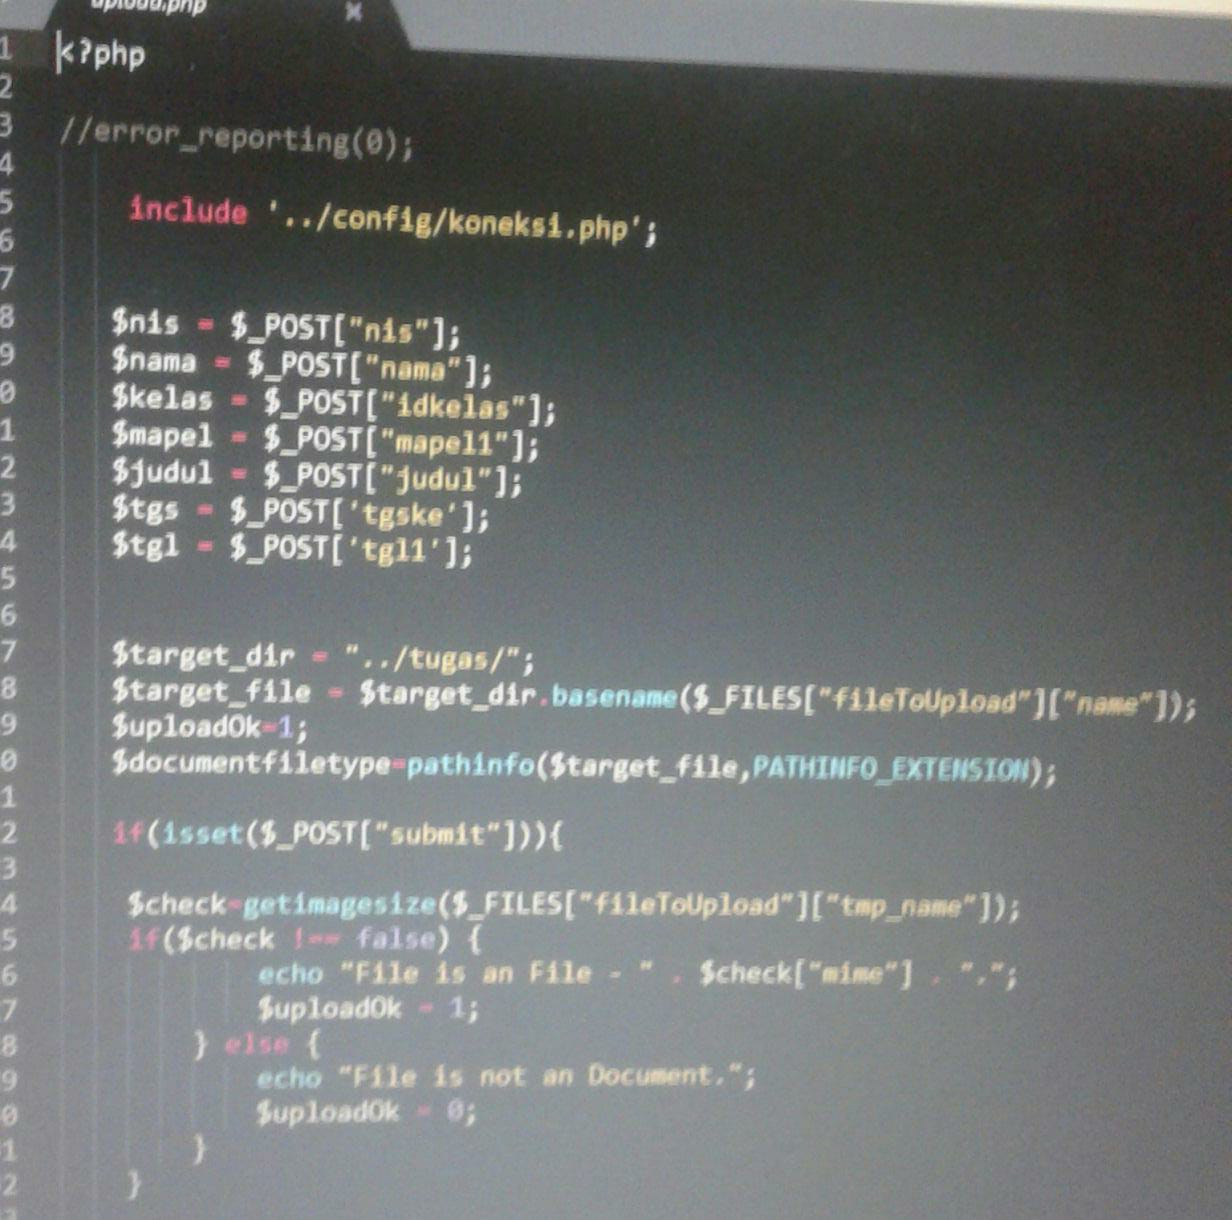 upload.php ×
1 <?php
2
3 //error_reporting(0);
4
5 include '../config/koneksi.php';
6
7
8 $nis = $_POST["nis"];
9 $nama = $_POST["nama"];
0 $kelas = $_POST["idkelas"];
1 $mapel = $_POST["mapel1"];
2 $judul = $_POST["judul"];
3 $tgs = $_POST['tgske'];
4 $tgl = $_POST['tgl1'];
5
6
7 $target_dir = "../tugas/";
8 $target_file = $target_dir.basename($_FILES["fileToUpload"]["name"]);
9 $uploadOk=1;
0 $documentfiletype=pathinfo($target_file,PATHINFO_EXTENSION);
1
2 if(isset($_POST["submit"])){
3
4 $check=getimagesize($_FILES["fileToUpload"]["tmp_name"]);
5 if($check !== false) {
6 echo "File is an File - " . $check["mime"] . ".";
7 $uploadOk = 1;
8 } else {
9 echo "File is not an Document.";
0 $uploadOk = 0;
1 }
2 }